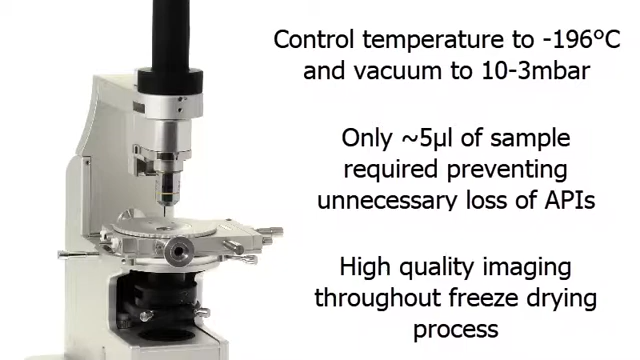 Control temperature to -196°C
and vacuum to 10-3mbar
Only ~5µl of sample
required preventing
unnecessary loss of APIs
High quality imaging
throughout freeze drying
process